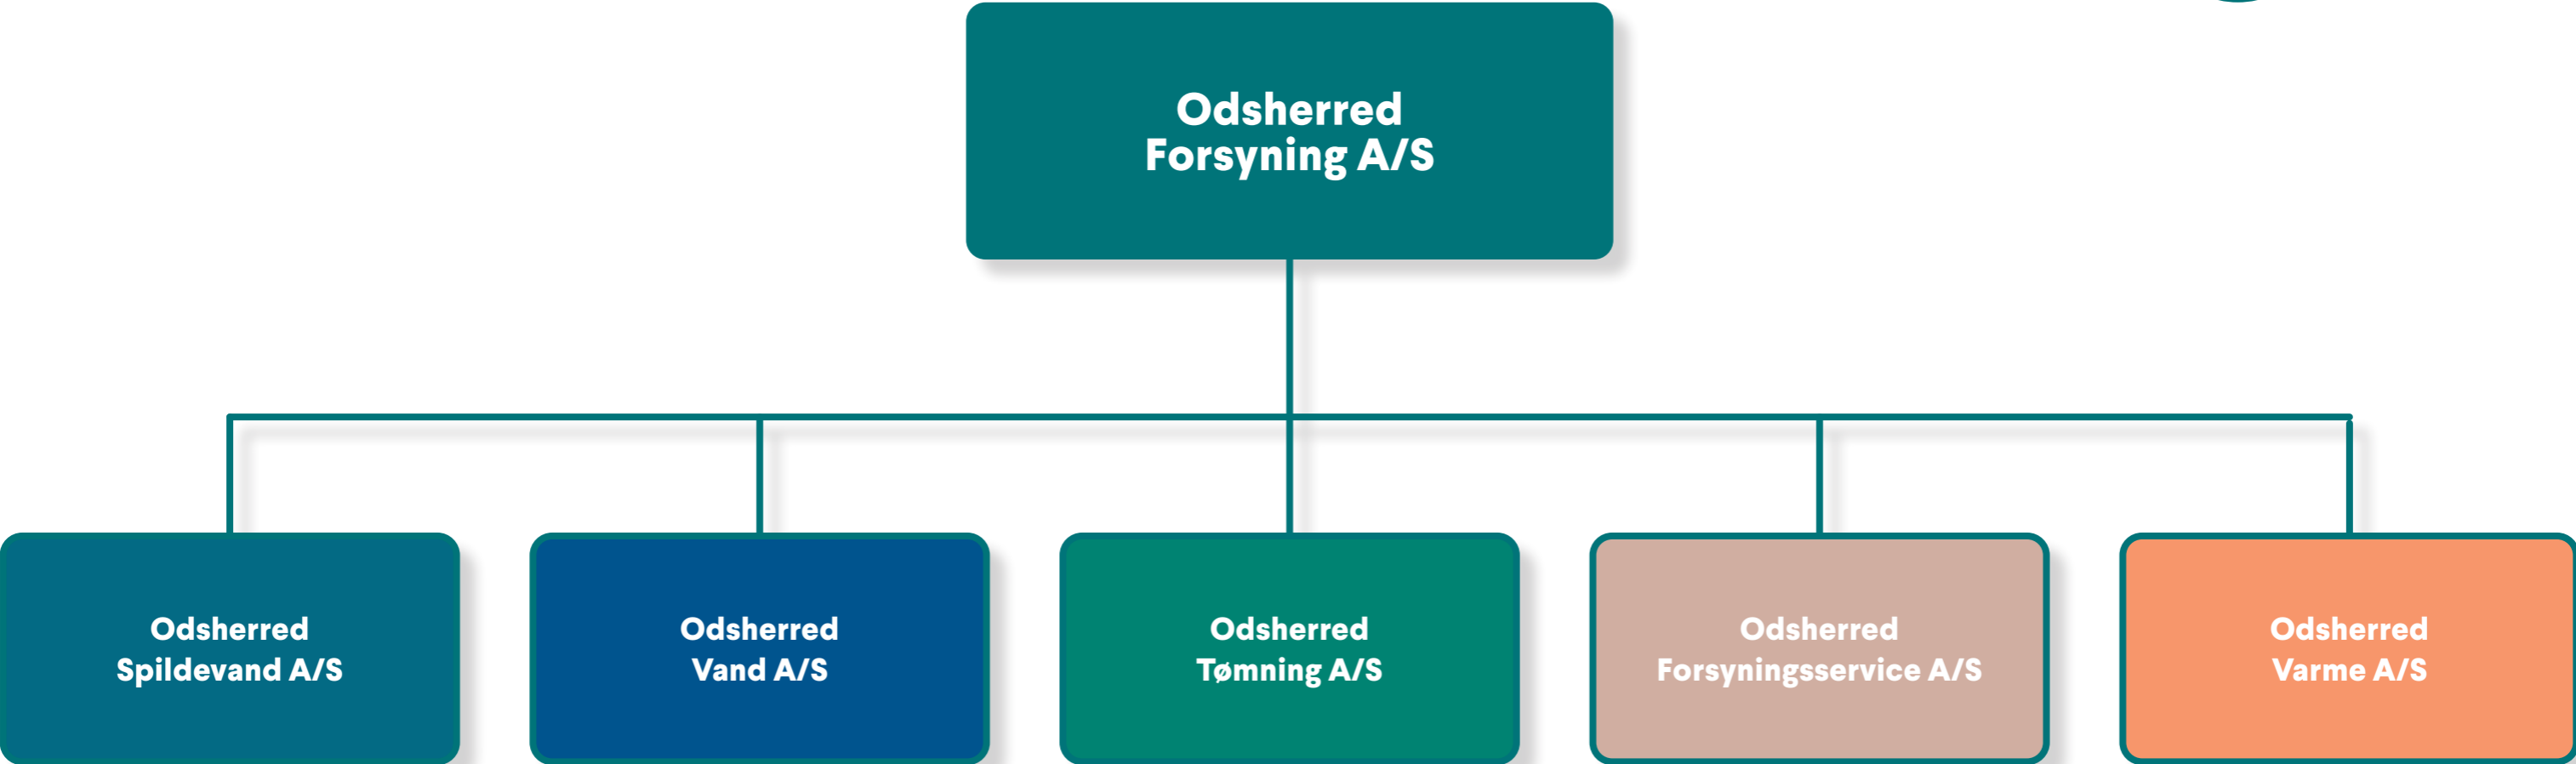 Odsherred
Forsyning A/S
Odsherred
Spildevand A/S
Odsherred
Vand A/S
Odsherred
Tømning A/S
Odsherred
Forsyningsservice A/S
Odsherred
Varme A/S